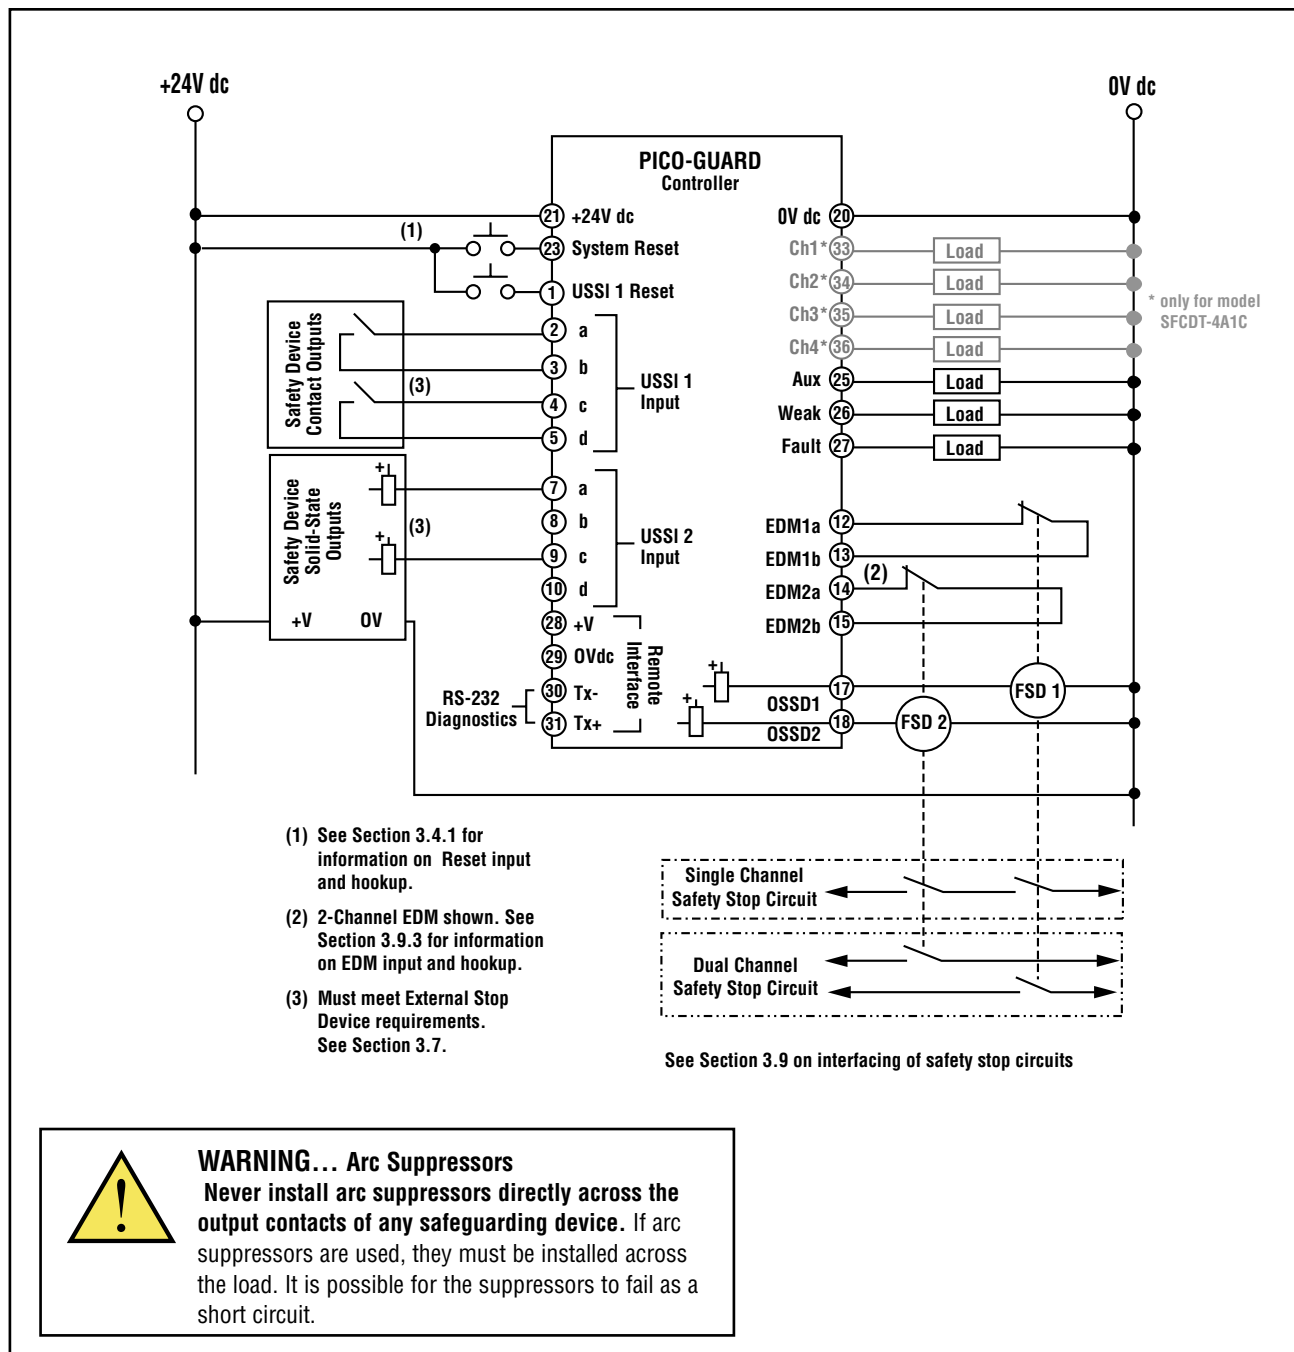 +24V dc
0V dc
PICO-GUARD
Controller
21 +24V dc
(1)
23 System Reset
1 USSI 1 Reset
Safety Device
Contact Outputs
(3)
2 a
3 b
4 c
5 d
USSI 1
Input
Safety Device
Solid-State
Outputs
+
+
(3)
+V 0V
7 a
8 b
9 c
10 d
USSI 2
Input
28 +V
29 0Vdc
30 Tx-
31 Tx+
Remote
Interface
RS-232
Diagnostics
0V dc 20
Ch1* 33 Load
Ch2* 34 Load
Ch3* 35 Load
Ch4* 36 Load
* only for model
SFCDT-4A1C
Aux 25 Load
Weak 26 Load
Fault 27 Load
EDM1a 12
EDM1b 13
EDM2a 14 (2)
EDM2b 15
+
17
OSSD1
FSD 1
+
18
OSSD2
FSD 2
(1) See Section 3.4.1 for
information on Reset input
and hookup.
(2) 2-Channel EDM shown. See
Section 3.9.3 for information
on EDM input and hookup.
(3) Must meet External Stop
Device requirements.
See Section 3.7.
Single Channel
Safety Stop Circuit
Dual Channel
Safety Stop Circuit
See Section 3.9 on interfacing of safety stop circuits
!
WARNING... Arc Suppressors
Never install arc suppressors directly across the
output contacts of any safeguarding device. If arc
suppressors are used, they must be installed across
the load. It is possible for the suppressors to fail as a
short circuit.